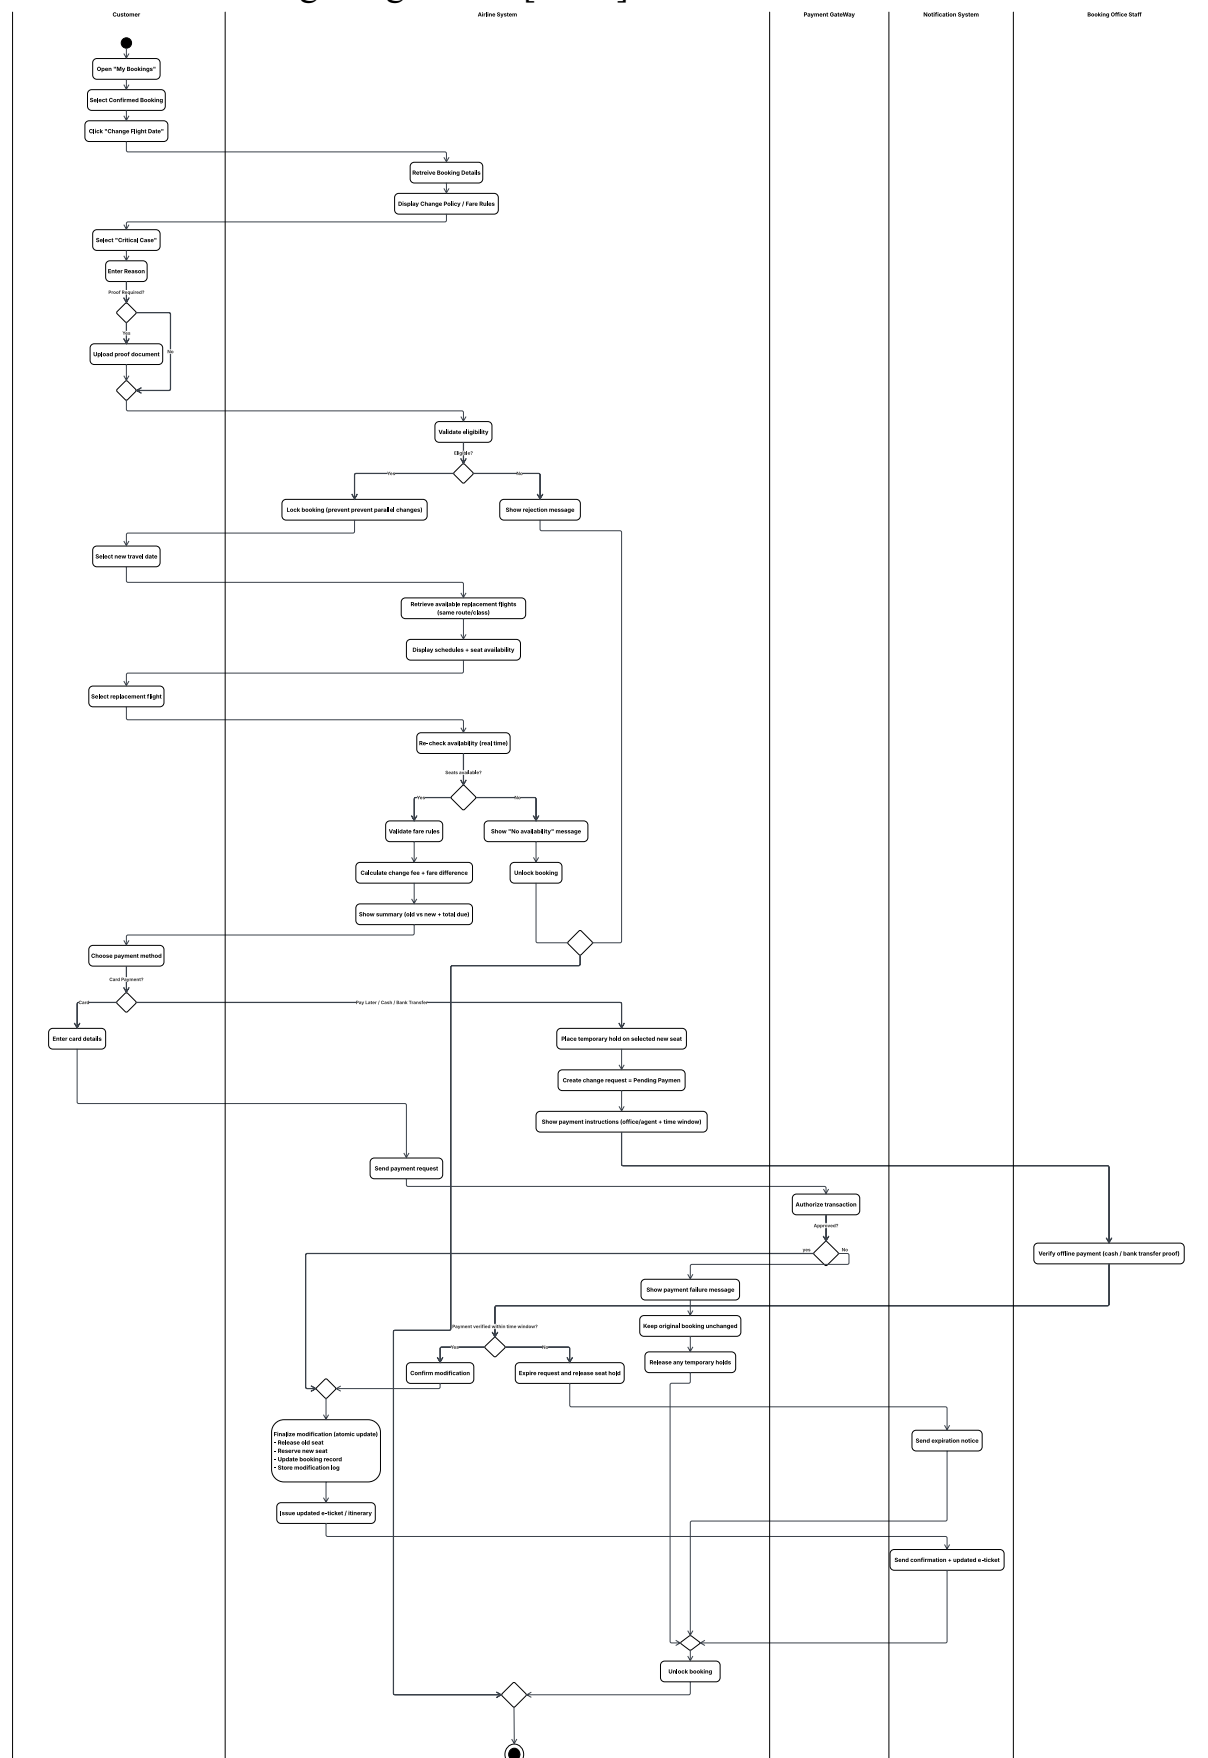 Customer
Airline System
Payment GateWay
Notification System
Booking Office Staff
Open "My Bookings"
Select Confirmed Booking
Click "Change Flight Date"
Retreive Booking Details
Display Change Policy / Fare Rules
Select "Critical Case"
Enter Reason
Proof Required?
Yes
No
Upload proof document
Validate eligibility
Eligible?
Yes
No
Lock booking (prevent prevent parallel changes)
Show rejection message
Select new travel date
Retrieve available replacement flights
(same route/class)
Display schedules + seat availability
Select replacement flight
Re-check availability (real time)
Seats available?
Yes
No
Validate fare rules
Show "No availability" message
Calculate change fee + fare difference
Unlock booking
Show summary (old vs new + total due)
Choose payment method
Card Payment?
Card
Pay Later / Cash / Bank Transfer
Enter card details
Place temporary hold on selected new seat
Create change request = Pending Paymen
Show payment instructions (office/agent + time window)
Send payment request
Authorize transaction
Approved?
yes
No
Verify offline payment (cash / bank transfer proof)
Show payment failure message
Keep original booking unchanged
Payment verified within time window?
Yes
No
Release any temporary holds
Confirm modification
Expire request and release seat hold
Finalize modification (atomic update)
- Release old seat
- Reserve new seat
- Update booking record
- Store modification log
Send expiration notice
Issue updated e-ticket / itinerary
Send confirmation + updated e-ticket
Unlock booking